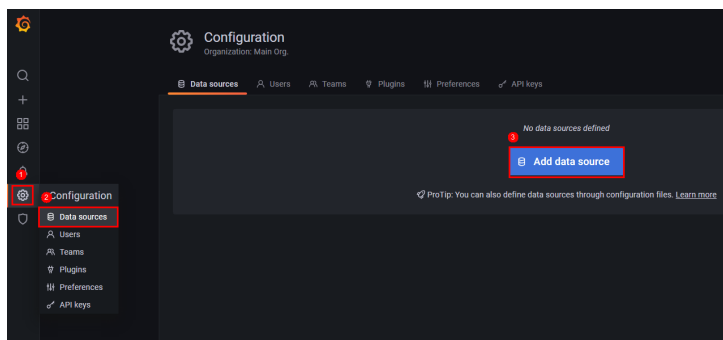 Configuration
Organization: Main Org.
Data sources
Users
Teams
Plugins
Preferences
API keys
No data sources defined
3
Add data source
ProTip: You can also define data sources through configuration files. Learn more
1
2
Configuration
Data sources
Users
Teams
Plugins
Preferences
API keys